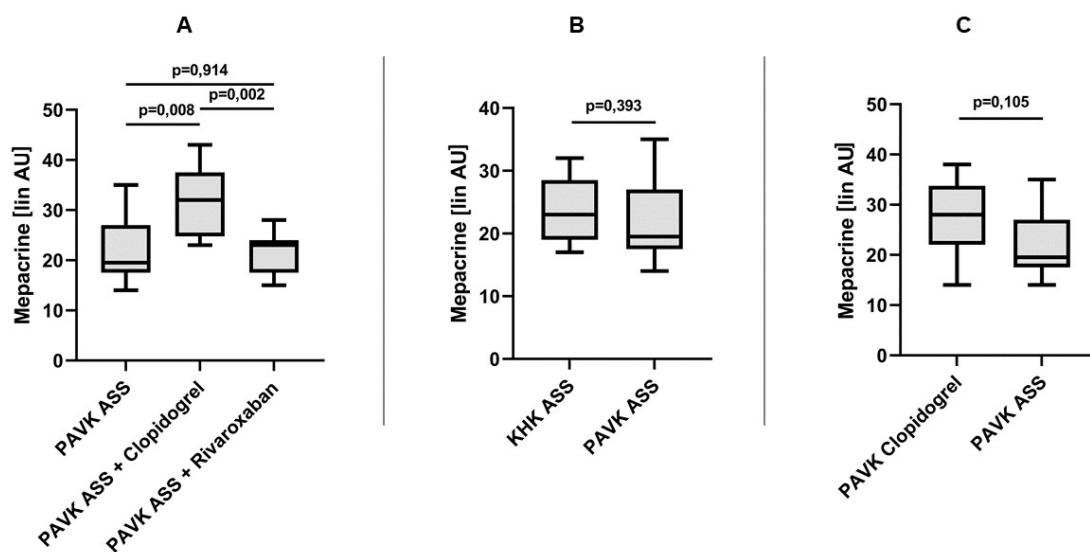 A
p=0,914
p=0,008
p=0,002
Mepacrine [lin AU]
50
40
30
20
10
0
PAVK ASS
PAVK ASS + Clopidogrel
PAVK ASS + Rivaroxaban
B
p=0,393
Mepacrine [lin AU]
40
30
20
10
0
KHK ASS
PAVK ASS
C
p=0,105
Mepacrine [lin AU]
50
40
30
20
10
0
PAVK Clopidogrel
PAVK ASS